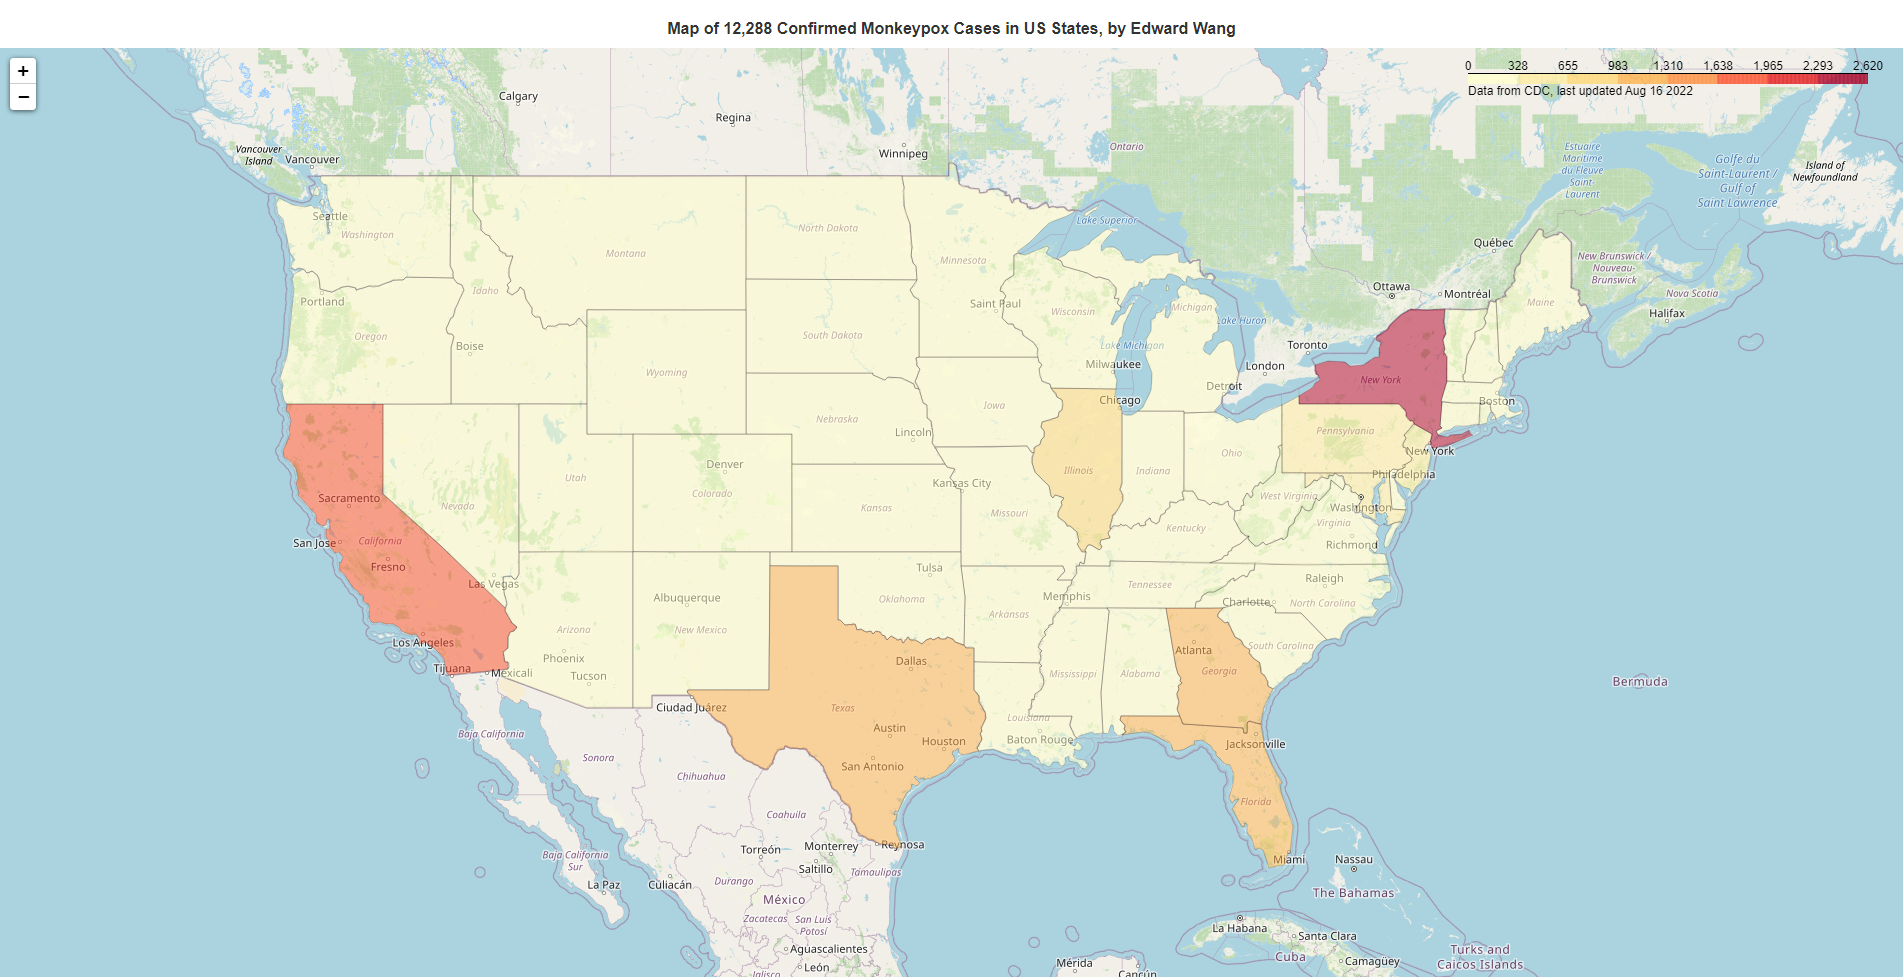 Map of 12,288 Confirmed Monkeypox Cases in US States, by Edward Wang
+
−
0 328 655 983 1,310 1,638 1,965 2,293 2,620
Data from CDC, last updated Aug 16 2022
Calgary
Regina
Winnipeg
Ontario
Vancouver
Island
Vancouver
Estuaire
Maritime
du Fleuve
Saint-
Laurent
Golfe du
Saint-Laurent /
Gulf of
Saint Lawrence
Island of
Newfoundland
Seattle
Washington
Montana
North Dakota
Minnesota
Lake Superior
Québec
New Brunswick /
Nouveau-
Brunswick
Nova Scotia
Halifax
Portland
Oregon
Idaho
Boise
Saint Paul
Wisconsin
Michigan
Lake Huron
Ottawa
Montréal
Maine
South Dakota
Wyoming
Lake Michigan
Milwaukee
Toronto
London
Detroit
New York
Chicago
Boston
Iowa
Nebraska
Lincoln
Pennsylvania
New York
Philadelphia
Ohio
Illinois
Indiana
Denver
Colorado
Utah
Nevada
Sacramento
Kansas City
Kansas
Missouri
West Virginia
Washington
Virginia
Richmond
Kentucky
San Jose
California
Fresno
Las Vegas
Tulsa
Oklahoma
Albuquerque
New Mexico
Arizona
Phoenix
Tucson
Memphis
Tennessee
Arkansas
Raleigh
Charlotte
North Carolina
South Carolina
Los Angeles
Tijuana
Mexicali
Dallas
Atlanta
Georgia
Mississippi
Alabama
Bermuda
Ciudad Juárez
Texas
Austin
Houston
San Antonio
Louisiana
Baton Rouge
Jacksonville
Baja California
Sonora
Chihuahua
Coahuila
Florida
Miami
Nassau
The Bahamas
Reynosa
Torreón
Monterrey
Saltillo
Tamaulipas
Baja California
Sur
La Paz
Culiacán
Durango
México
Zacatecas
San Luis
Potosí
Aguascalientes
León
Jalisco
La Habana
Santa Clara
Cuba
Camagüey
Turks and
Caicos Islands
Mérida
Cancún